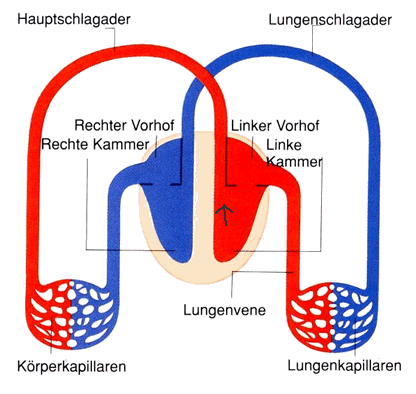 Hauptschlagader
Lungenschlagader
Rechter Vorhof
Linker Vorhof
Rechte Kammer
Linke
Kammer
Lungenvene
Körperkapillaren
Lungenkapillaren